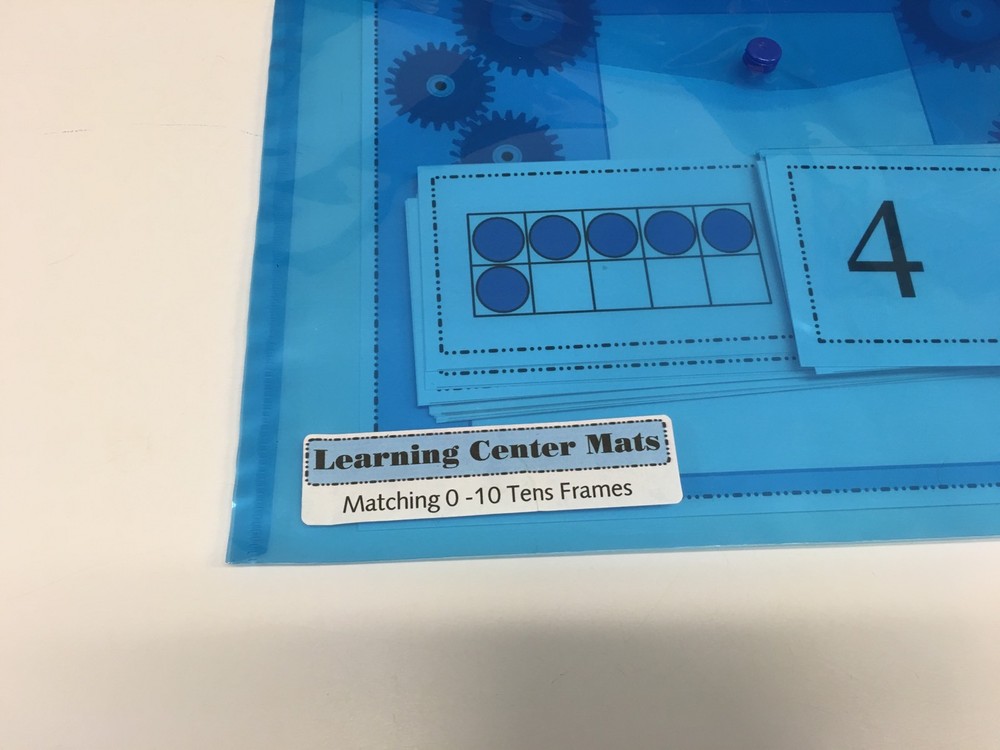 4
Learning Center Mats
Matching 0 -10 Tens Frames